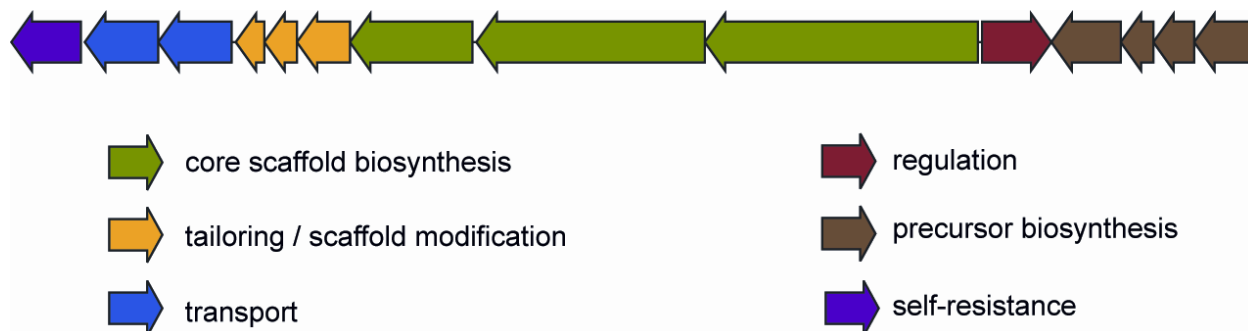 core scaffold biosynthesis
tailoring / scaffold modification
transport
regulation
precursor biosynthesis
self-resistance